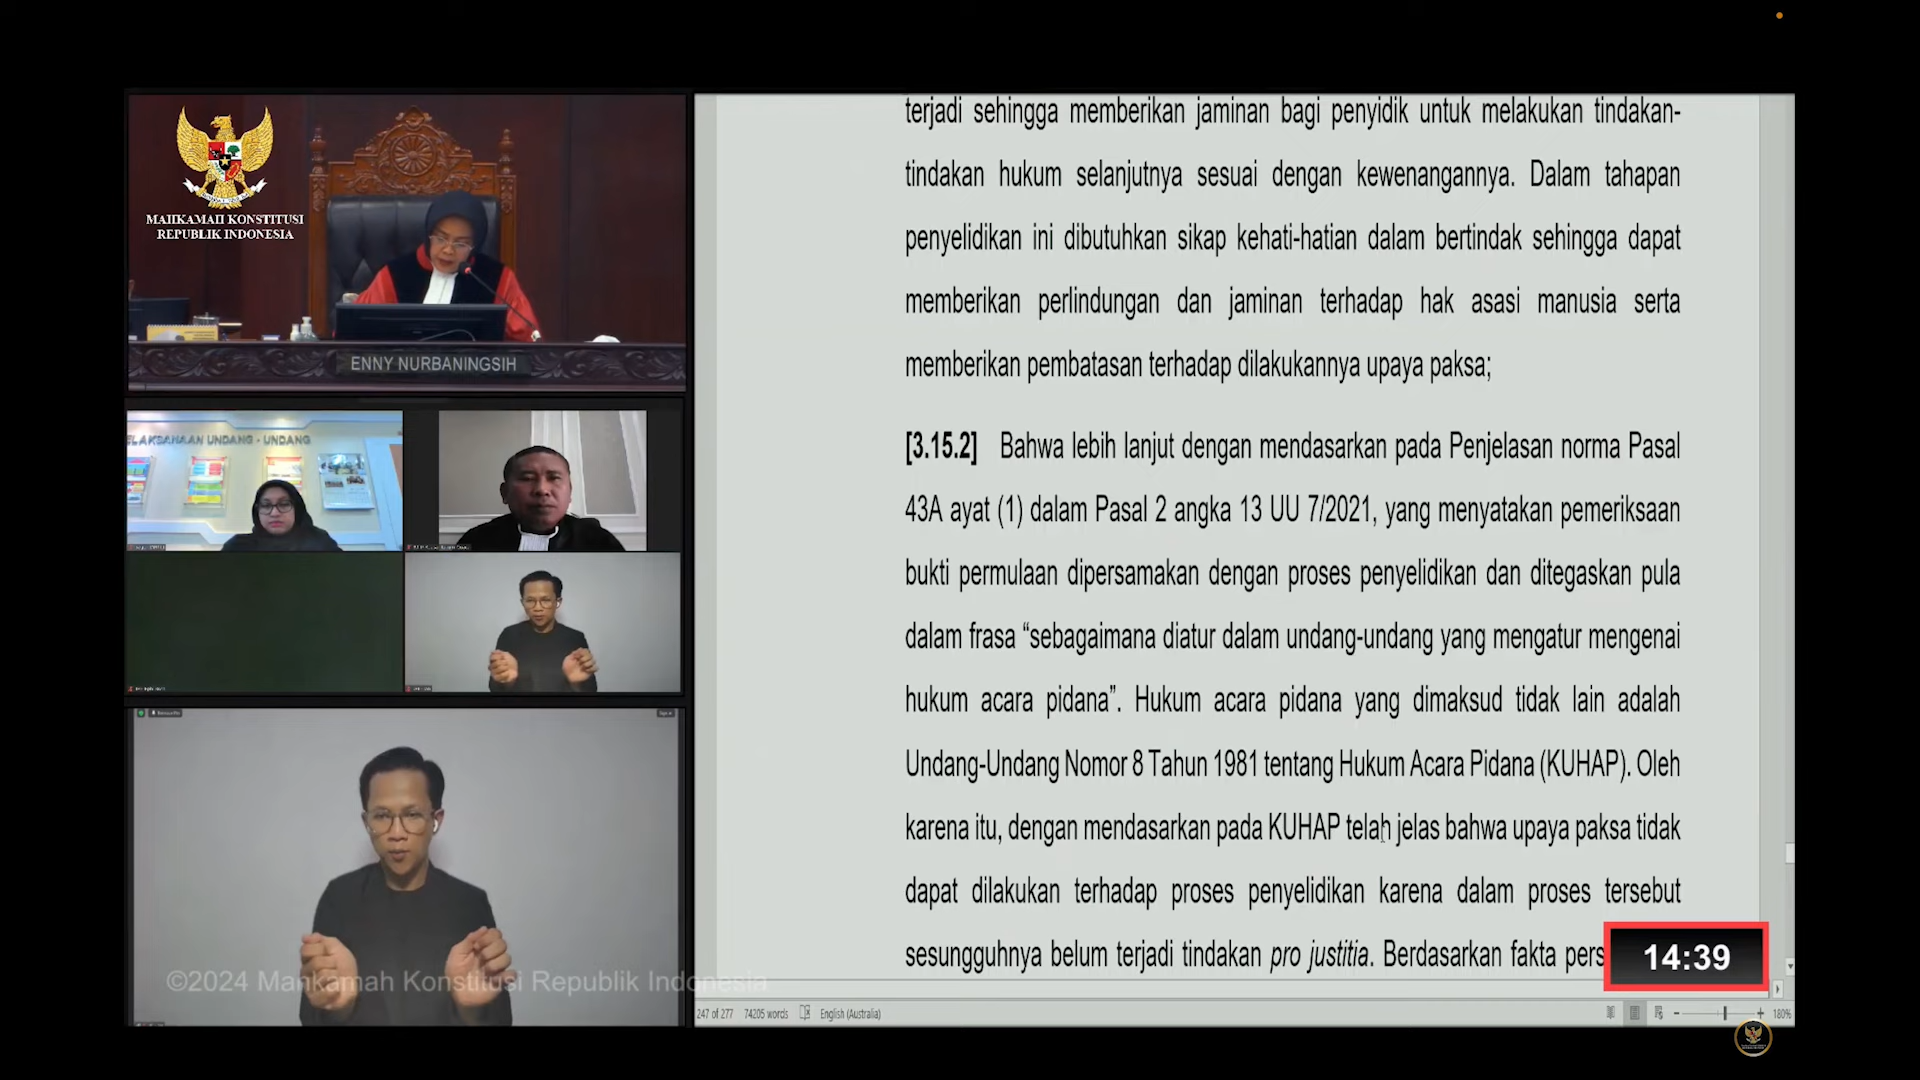 MAHKAMAH KONSTITUSI
REPUBLIK INDONESIA
ENNY NURBANINGSIH
ELAKSANAAN UNDANG - UNDANG
©2024 Mahkamah Konstitusi Republik Indonesia
terjadi sehingga memberikan jaminan bagi penyidik untuk melakukan tindakan-
tindakan hukum selanjutnya sesuai dengan kewenangannya. Dalam tahapan
penyelidikan ini dibutuhkan sikap kehati-hatian dalam bertindak sehingga dapat
memberikan perlindungan dan jaminan terhadap hak asasi manusia serta
memberikan pembatasan terhadap dilakukannya upaya paksa;
[3.15.2] Bahwa lebih lanjut dengan mendasarkan pada Penjelasan norma Pasal
43A ayat (1) dalam Pasal 2 angka 13 UU 7/2021, yang menyatakan pemeriksaan
bukti permulaan dipersamakan dengan proses penyelidikan dan ditegaskan pula
dalam frasa “sebagaimana diatur dalam undang-undang yang mengatur mengenai
hukum acara pidana”. Hukum acara pidana yang dimaksud tidak lain adalah
Undang-Undang Nomor 8 Tahun 1981 tentang Hukum Acara Pidana (KUHAP). Oleh
karena itu, dengan mendasarkan pada KUHAP telah jelas bahwa upaya paksa tidak
dapat dilakukan terhadap proses penyelidikan karena dalam proses tersebut
sesungguhnya belum terjadi tindakan pro justitia. Berdasarkan fakta pers
14:39
247 of 277 74205 words English (Australia) 180%